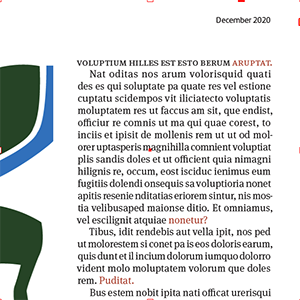 December 2020
VOLUPTIUM HILLES EST ESTO BERUM ARUPTAT.
Nat oditas nos arum volorisquid quati
des es qui soluptate pa quate res vel estione
cuptatu scidempos vit iliciatecto voluptatis
moluptatem res ut faccus am sit, que endist,
officiur re comnis ut ma qui quae corest, to
inciis et ipisit de mollenis rem ut ut od mol-
orer uptasperis magnihilla comnient voluptiat
plis sandis doles et ut officient quia nimagni
hilignis re, occum, eost isciduc ienimus eum
fugitiis dolendi onsequis sa voluptioria nonet
apitis resenie nditatias eriorem sintur, nis mos-
tia velibusaped maionse ditio. Et omniamus,
vel escilignit atquiae nonetur?
Tibus, idit rendebis aut vella ipit, nos ped
ut molorestem si conet pa is eos doloris earum,
quis dunt et il incium dolorum iumquo dolorro
vident molo moluptatem volorum que doles
rem. Puditat.
Bus estem nobit ipita nati officat urerisqui